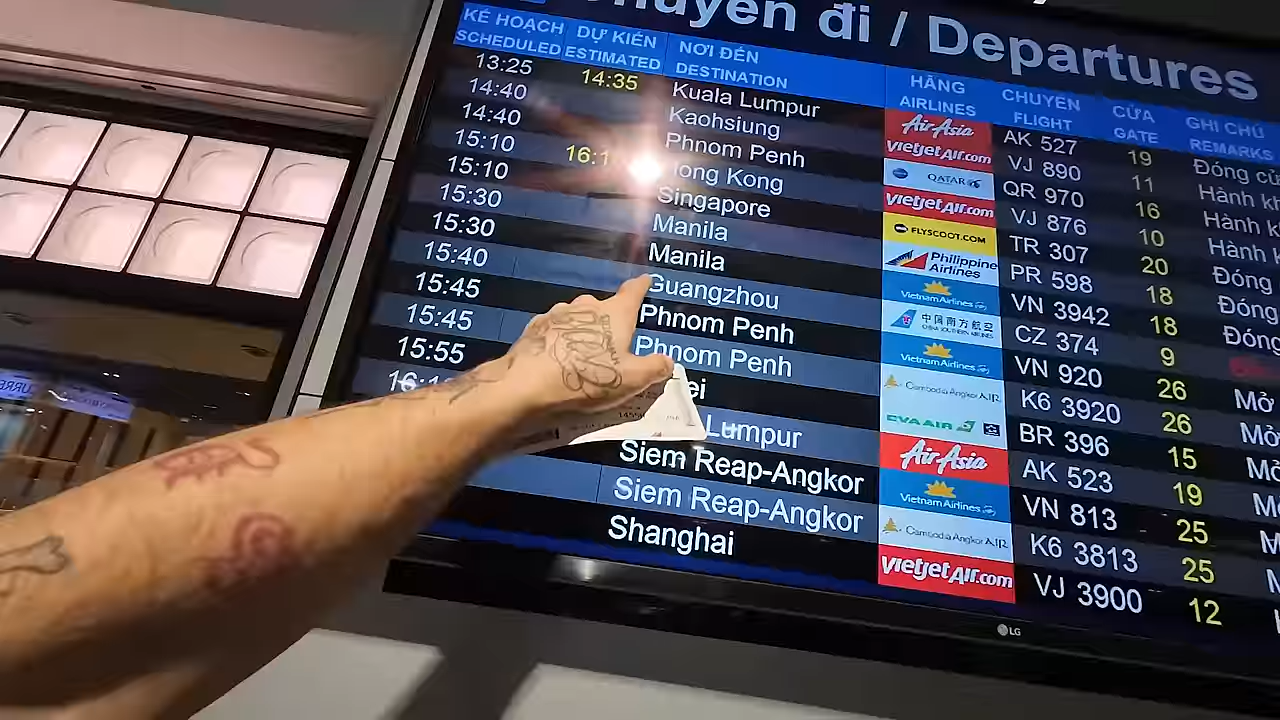 đi / Departures
KẾ HOẠCH DỰ KIẾN NƠI ĐẾN HÃNG CHUYẾN CỬA GHI CHÚ
SCHEDULED ESTIMATED DESTINATION AIRLINES FLIGHT GATE REMARKS
13:25 14:35 Kuala Lumpur AirAsia AK 527 19 Đóng
14:40 Kaohsiung VietjetAir.com VJ 890 11 Hành
14:40 Phnom Penh QATAR QR 970 16 Hành
15:10 Hong Kong VietjetAir.com VJ 876 10 Hành
15:10 Singapore FLYSCOOT.COM TR 307 20 Đóng
15:30 Manila Philippine Airlines PR 598 18 Đóng
15:30 Manila Vietnam Airlines VN 3942 18 Đóng
15:40 Guangzhou 中国南方航空 CHINA SOUTHERN AIRLINES CZ 374 9
15:45 Phnom Penh Vietnam Airlines VN 920 26 Mở
15:45 Phnom Penh Cambodia Angkor AIR K6 3920 26 Mở
15:55 EVA AIR BR 396 15
Lumpur AirAsia AK 523 19
Siem Reap-Angkor Vietnam Airlines VN 813 25
Siem Reap-Angkor Cambodia Angkor AIR K6 3813 25
Shanghai VietjetAir.com VJ 3900 12
LG